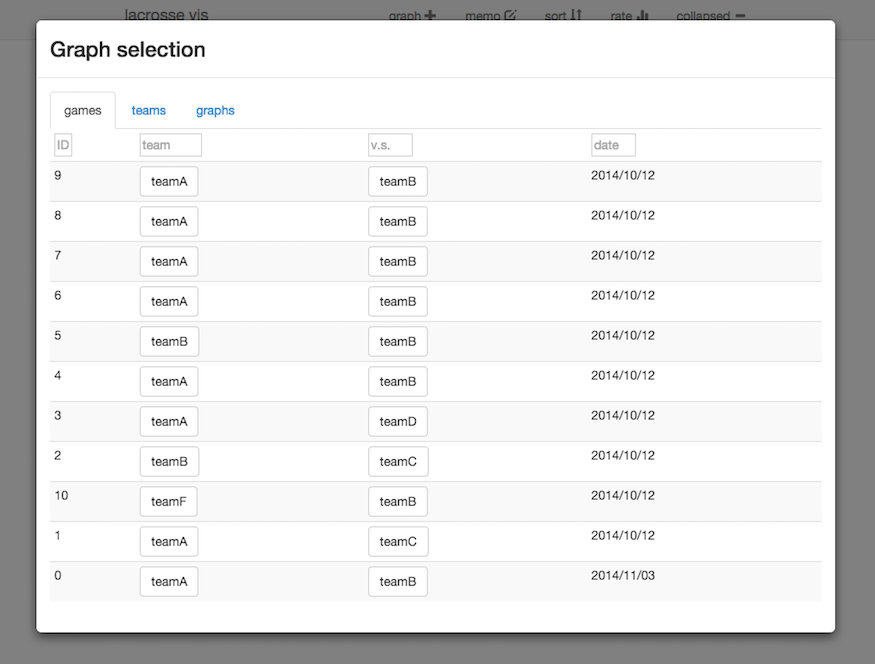 lacrosse vis graph memo sort rate collapsed
Graph selection
games teams graphs
ID team v.s. date
9 teamA teamB 2014/10/12
8 teamA teamB 2014/10/12
7 teamA teamB 2014/10/12
6 teamA teamB 2014/10/12
5 teamB teamB 2014/10/12
4 teamA teamB 2014/10/12
3 teamA teamD 2014/10/12
2 teamB teamC 2014/10/12
10 teamF teamB 2014/10/12
1 teamA teamC 2014/10/12
0 teamA teamB 2014/11/03